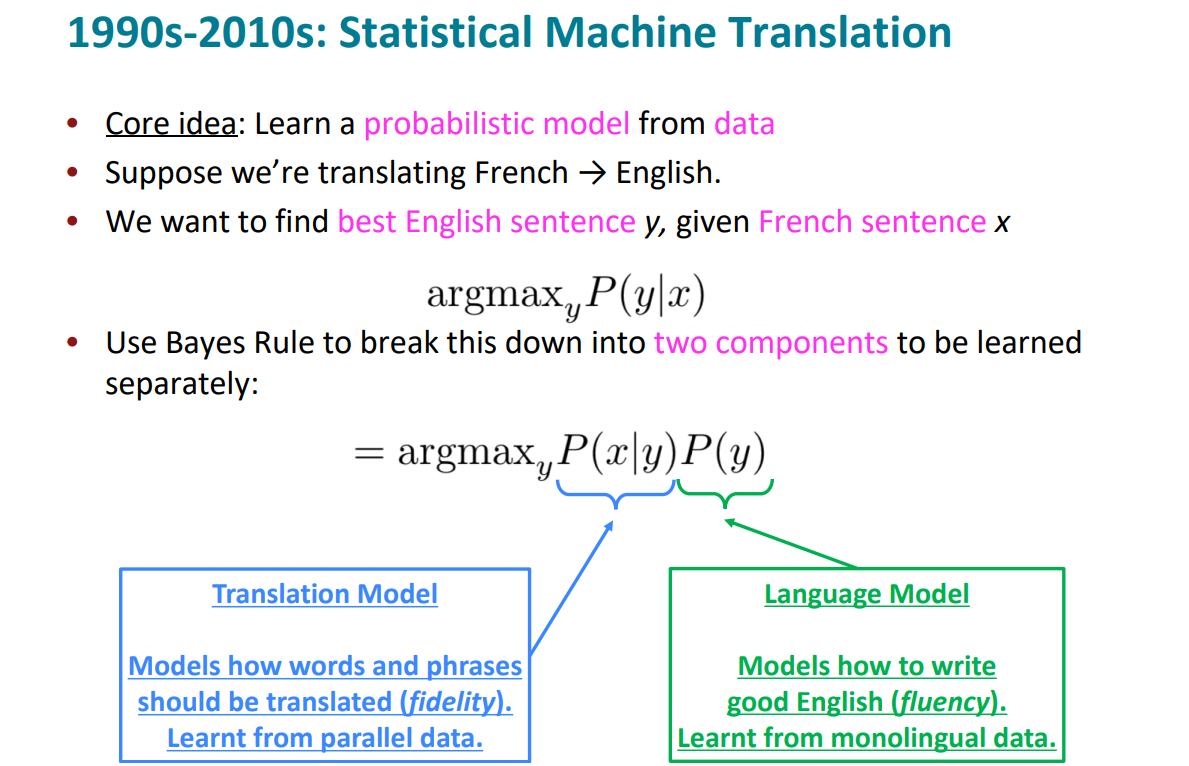 1990s-2010s: Statistical Machine Translation
• Core idea: Learn a probabilistic model from data
• Suppose we’re translating French → English.
• We want to find best English sentence y, given French sentence x
argmax_y P(y|x)
• Use Bayes Rule to break this down into two components to be learned
separately:
= argmax_y P(x|y)P(y)
Translation Model
Models how words and phrases
should be translated (fidelity).
Learnt from parallel data.
Language Model
Models how to write
good English (fluency).
Learnt from monolingual data.